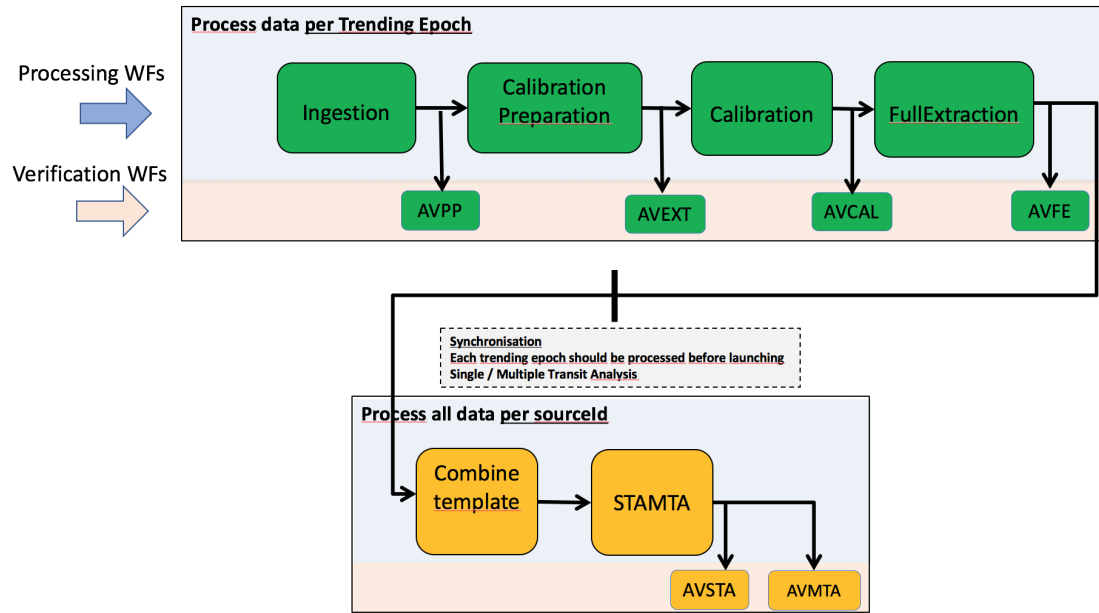 Process data per Trending Epoch
Processing WFs
Verification WFs
Ingestion
Calibration
Preparation
Calibration
FullExtraction
AVPP
AVEXT
AVCAL
AVFE
Synchronisation
Each trending epoch should be processed before launching
Single / Multiple Transit Analysis
Process all data per sourceId
Combine
template
STAMTA
AVSTA
AVMTA